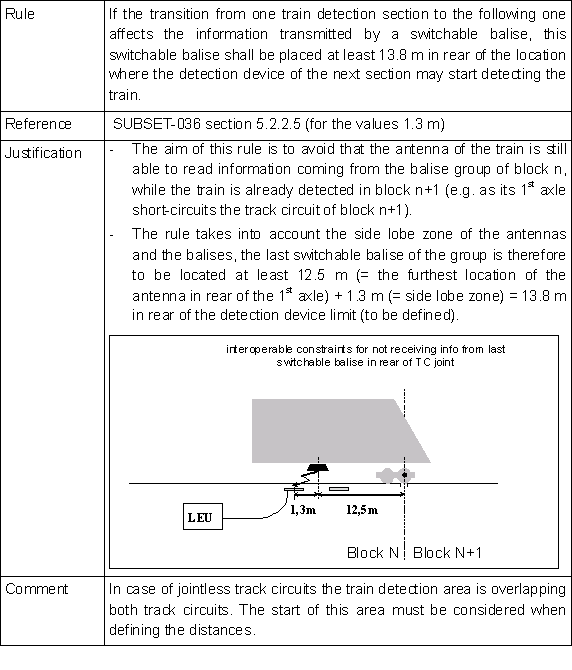 Rule
If the transition from one train detection section to the following one
affects the information transmitted by a switchable balise, this
switchable balise shall be placed at least 13.8 m in rear of the location
where the detection device of the next section may start detecting the
train.
Reference
SUBSET-036 section 5.2.2.5 (for the values 1.3 m)
Justification
- The aim of this rule is to avoid that the antenna of the train is still
able to read information coming from the balise group of block n,
while the train is already detected in block n+1 (e.g. as its 1st axle
short-circuits the track circuit of block n+1).
- The rule takes into account the side lobe zone of the antennas
and the balises, the last switchable balise of the group is therefore
to be located at least 12.5 m (= the furthest location of the
antenna in rear of the 1st axle) + 1.3 m (= side lobe zone) = 13.8 m
in rear of the detection device limit (to be defined).
interoperable constraints for not receiving info from last
switchable balise in rear of TC joint
LEU
1,3m
12,5m
Block N
Block N+1
Comment
In case of jointless track circuits the train detection area is overlapping
both track circuits. The start of this area must be considered when
defining the distances.